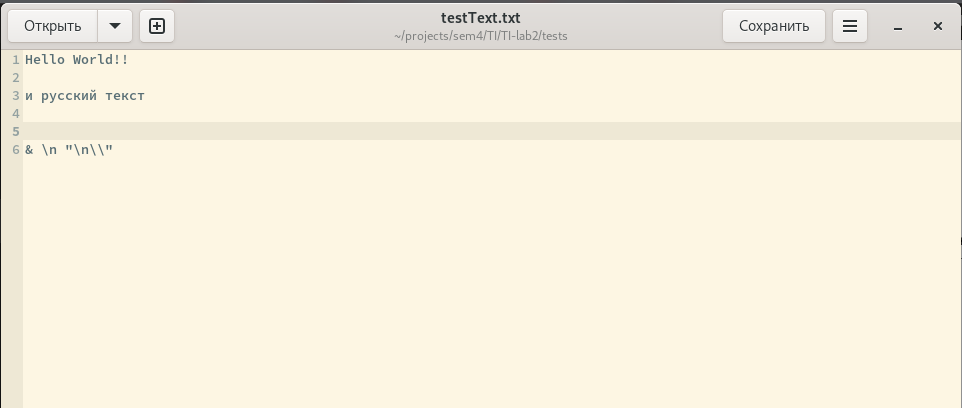 Открыть
testText.txt
~/projects/sem4/TI/TI-lab2/tests
Сохранить
1 Hello World!!
2
3 и русский текст
4
5
6 & \n "\n\\"